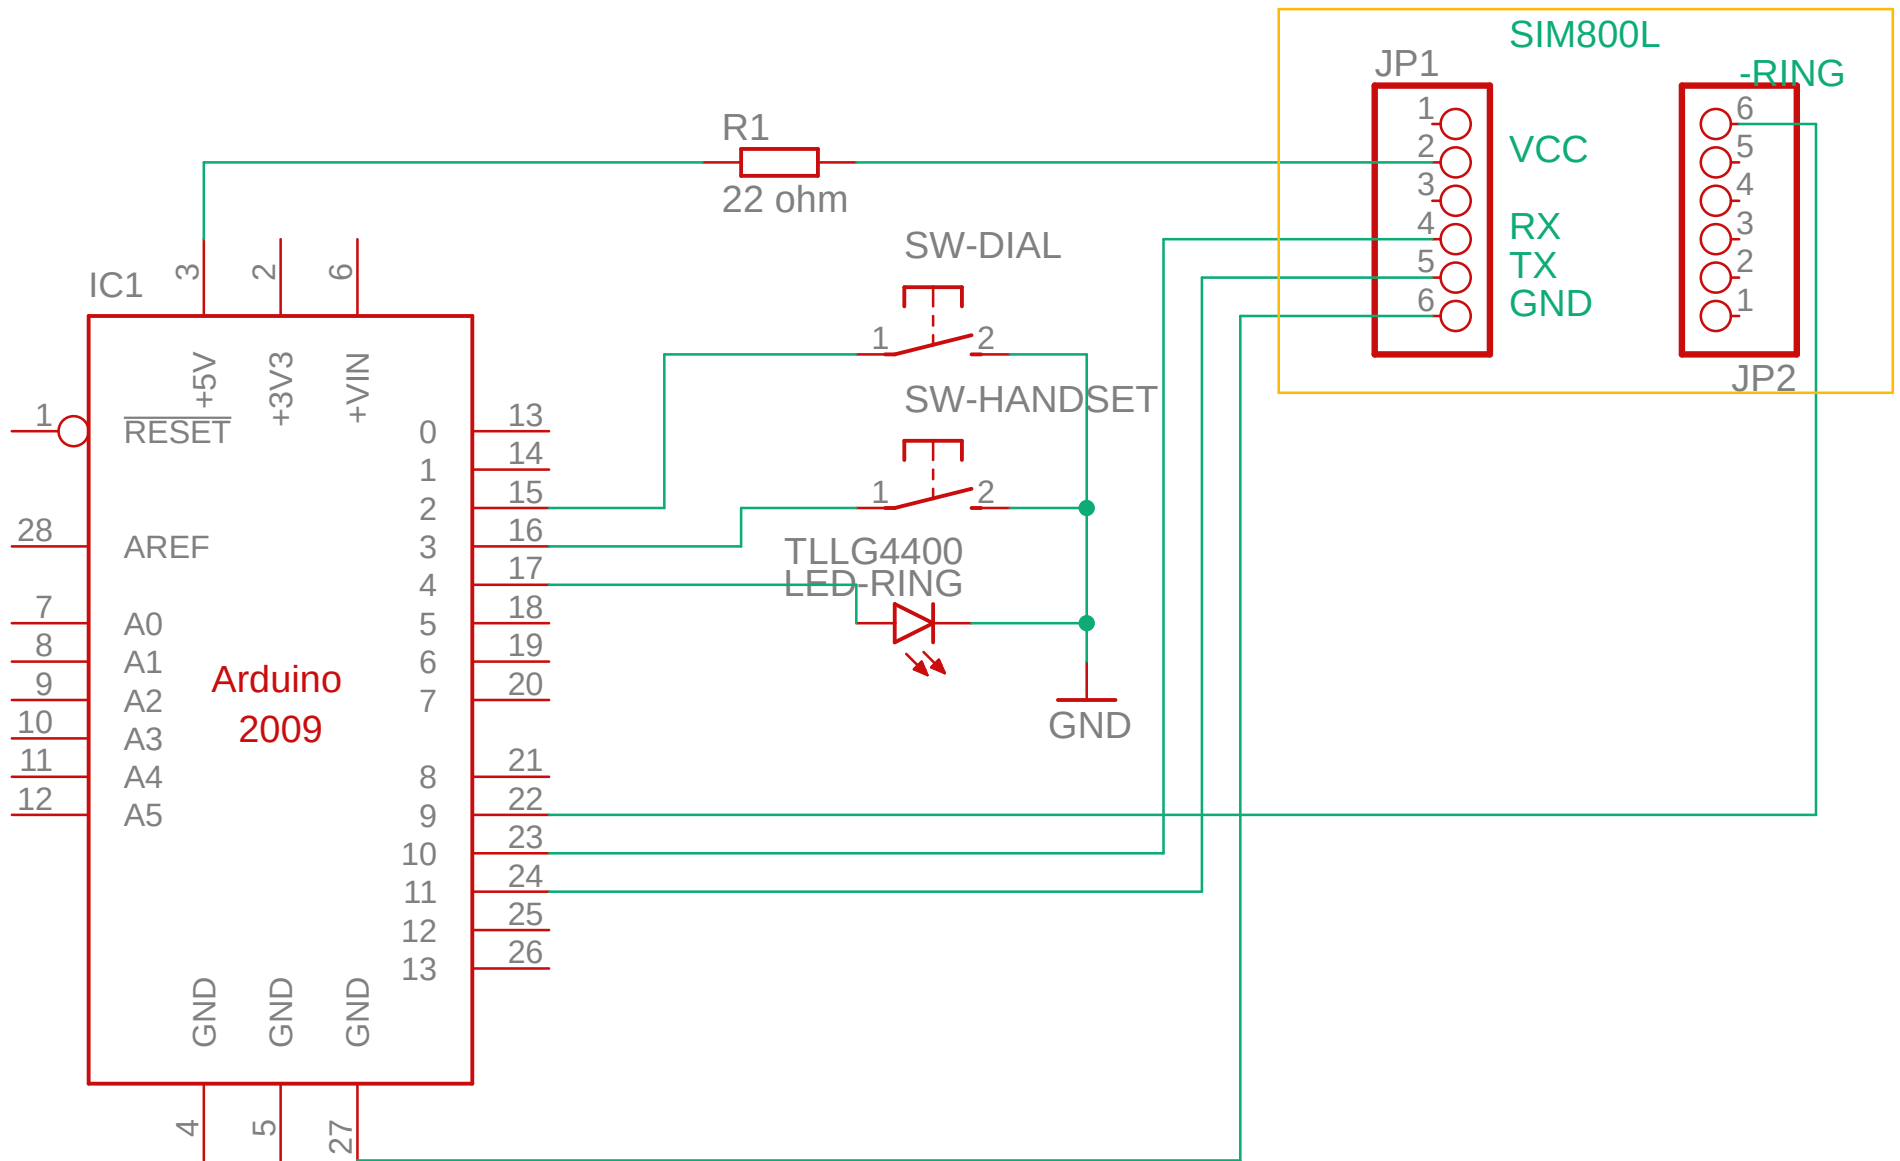 SIM800L
JP1
-RING
1
2
3
4
5
6
VCC
RX
TX
GND
6
5
4
3
2
1
JP2
R1
22 ohm
SW-DIAL
1
2
SW-HANDSET
1
2
TLLG4400
LED-RING
GND
IC1
3
2
6
+5V
+3V3
+VIN
1
RESET
28
AREF
7
A0
8
A1
9
A2
10
A3
11
A4
12
A5
Arduino
2009
0
13
1
14
2
15
3
16
4
17
5
18
6
19
7
20
8
21
9
22
10
23
11
24
12
25
13
26
GND
GND
GND
4
5
27